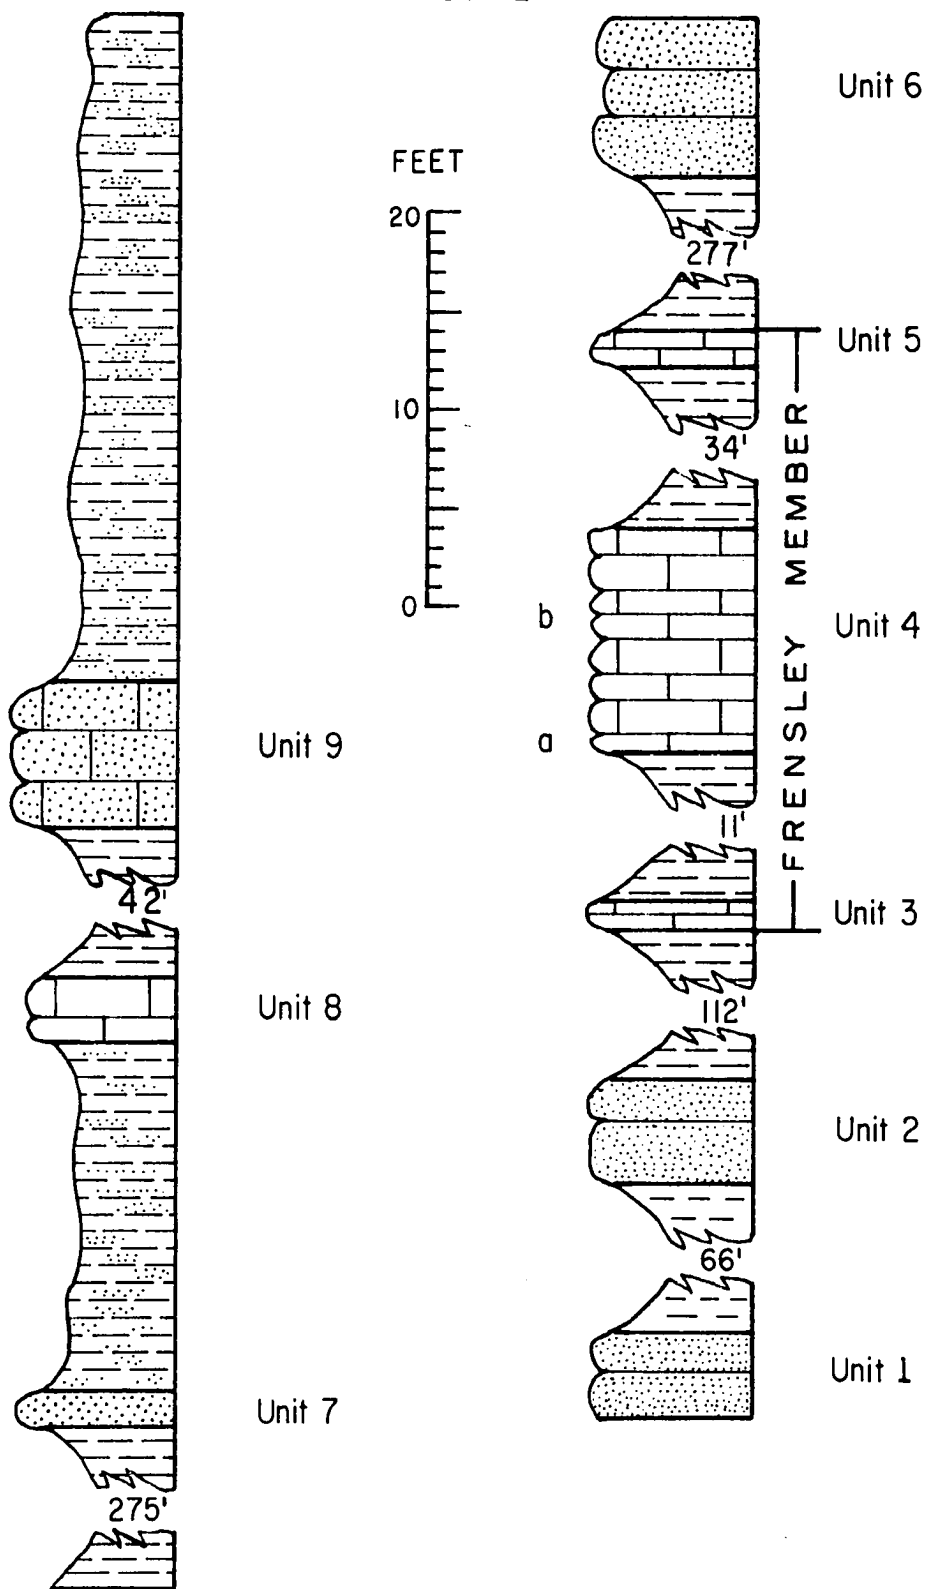 FEET
20
10
0
Unit 9
42'
Unit 8
Unit 7
275'
Unit 6
277'
Unit 5
34'
b
Unit 4
a
11'
Unit 3
112'
Unit 2
66'
Unit 1
FRENSLEY MEMBER